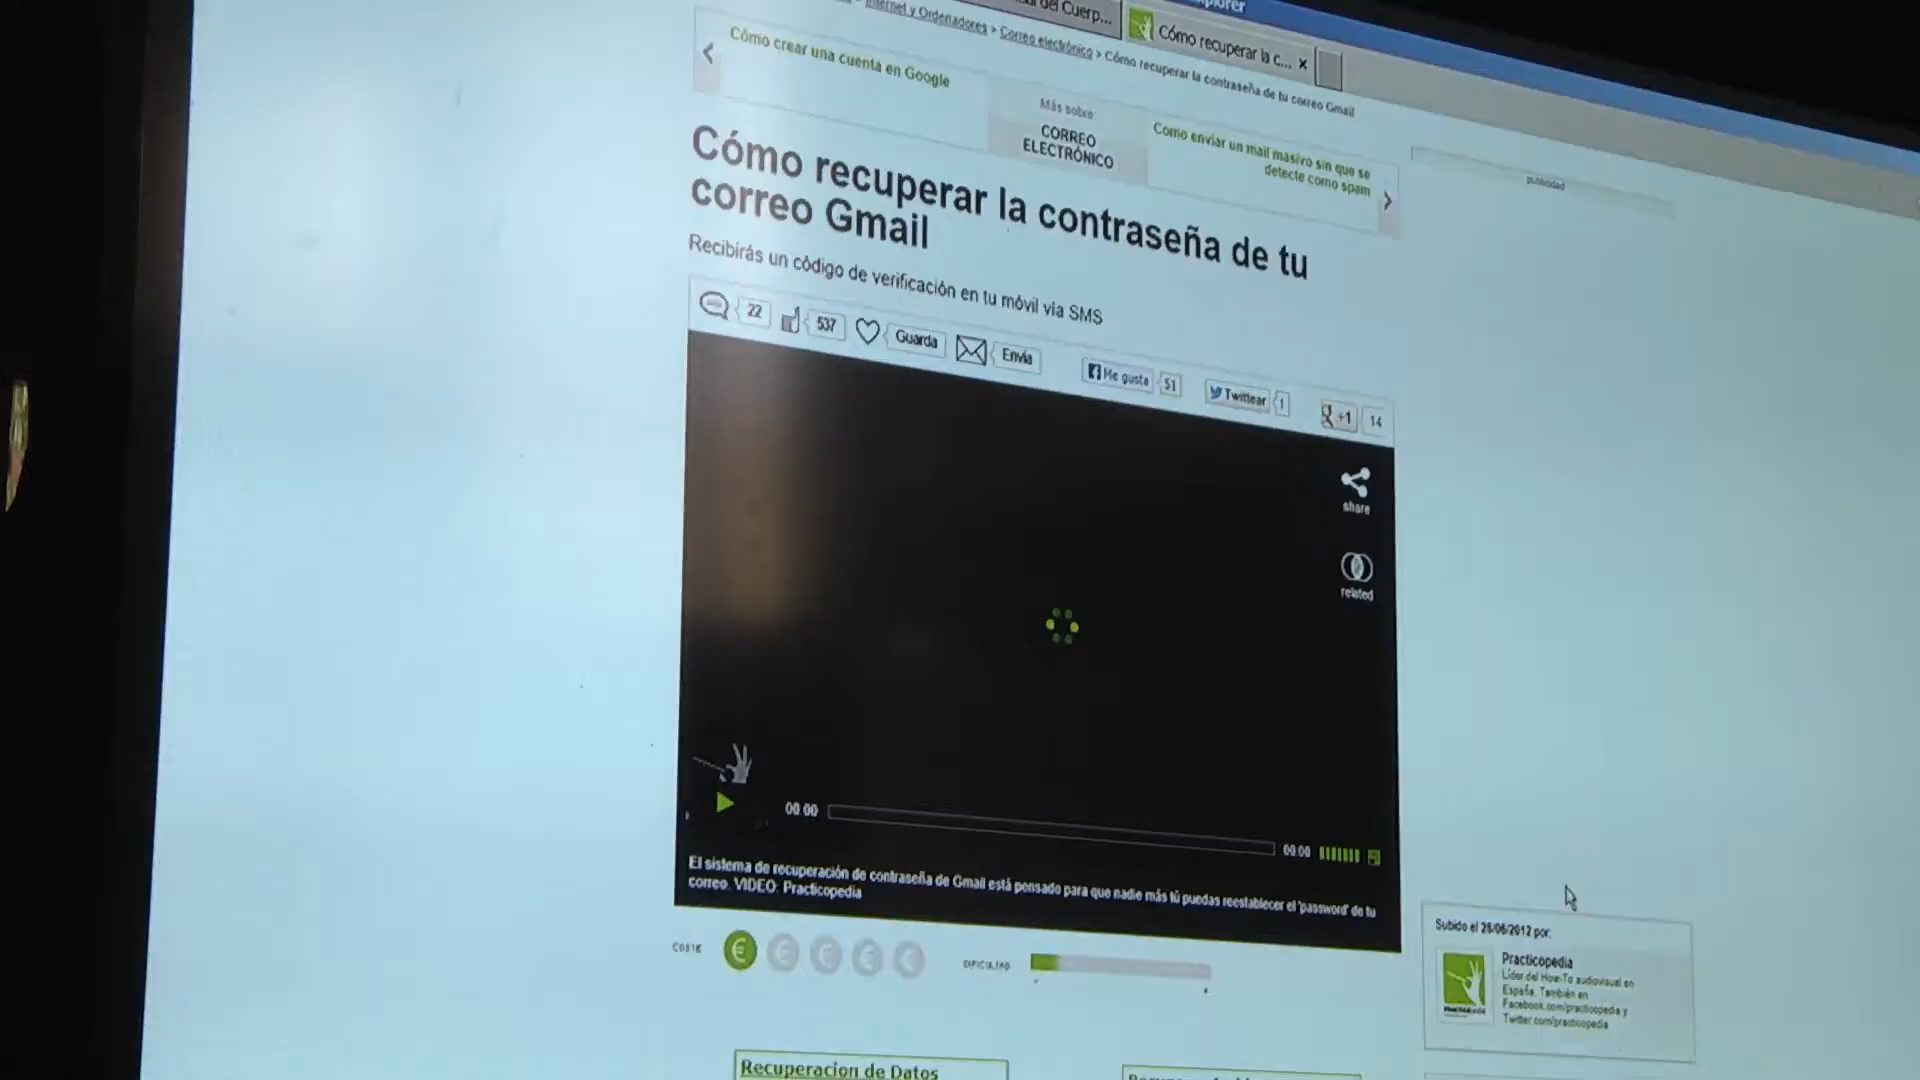 del Cuerp...
Cómo recuperar la c...
Internet y Ordenadores > Correo electrónico > Cómo recuperar la contraseña de tu correo Gmail
Cómo crear una cuenta en Google
Más sobre:
CORREO
ELECTRÓNICO
Como enviar un mail masivo sin que se
detecte como spam
publicidad
Cómo recuperar la contraseña de tu
correo Gmail
Recibirás un código de verificación en tu móvil vía SMS
22
537
Guarda
Envía
Me gusta
51
Twittear
1
+1
14
share
related
00:00
00:00
El sistema de recuperación de contraseña de Gmail está pensado para que nadie más tú puedas reestablecer el 'password' de tu
correo. VIDEO: Practicopedia
COSTE
DIFICULTAD
Subido el 26/06/2012 por:
Practicopedia
Líder del How-To audiovisual en
España. También en
Facebook.com/practicopedia y
Twitter.com/practicopedia
Recuperacion de Datos